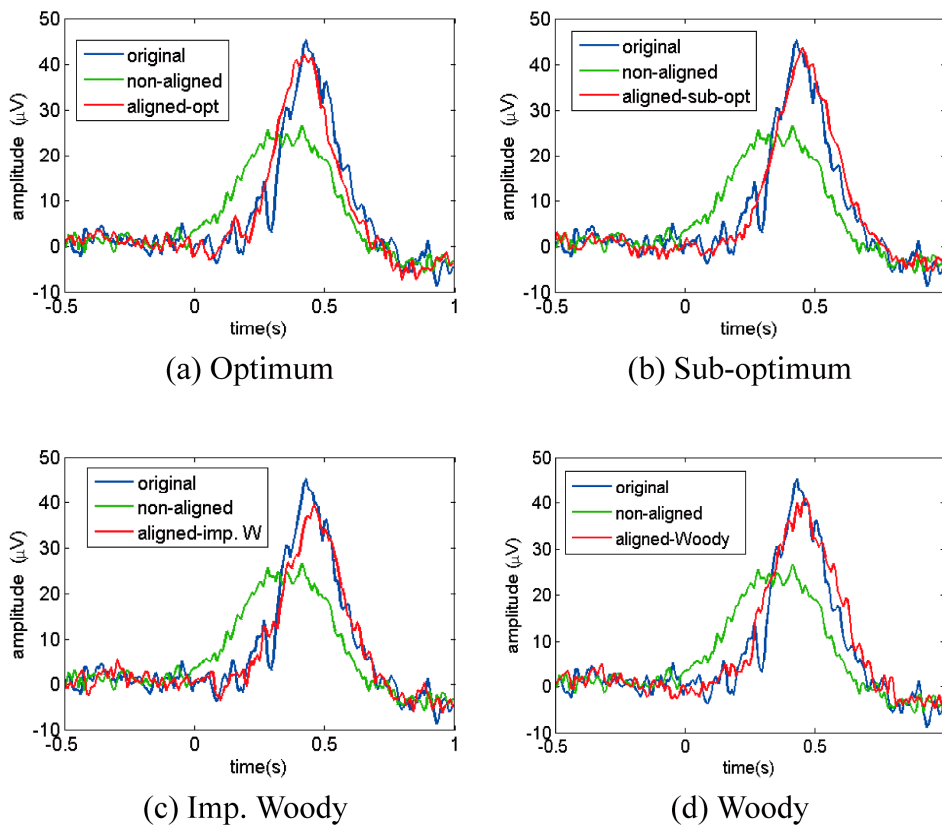 50
40
30
20
10
0
-10
amplitude (μV)
original
non-aligned
aligned-opt
-0.5
0
0.5
1
time(s)
(a) Optimum
50
40
30
20
10
0
-10
amplitude (μV)
original
non-aligned
aligned-sub-opt
-0.5
0
0.5
time(s)
(b) Sub-optimum
50
40
30
20
10
0
-10
amplitude (μV)
original
non-aligned
aligned-imp. W
-0.5
0
0.5
1
time(s)
(c) Imp. Woody
50
40
30
20
10
0
-10
amplitude (μV)
original
non-aligned
aligned-Woody
-0.5
0
0.5
time(s)
(d) Woody